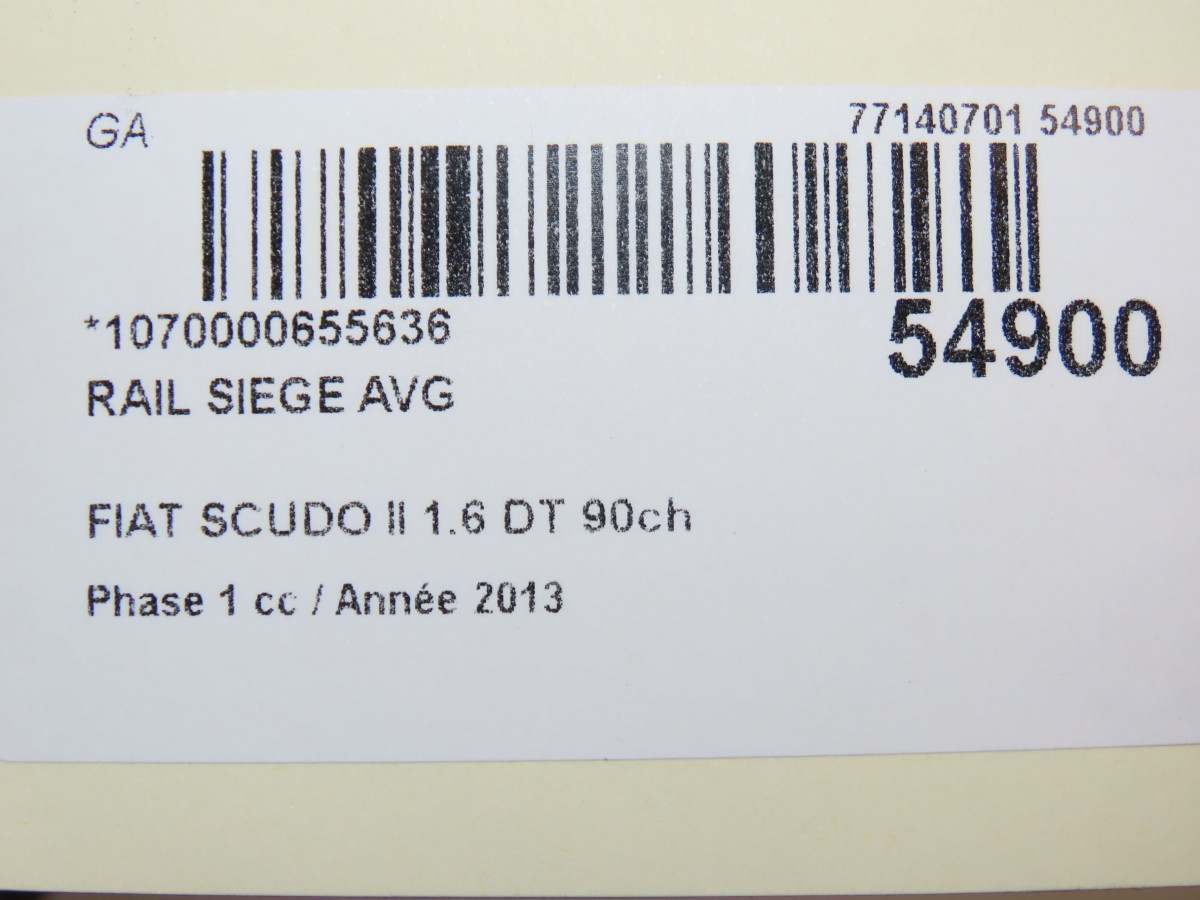 GA
77140701 54900
*1070000655636
54900
RAIL SIEGE AVG
FIAT SCUDO II 1.6 DT 90ch
Phase 1 cc / Année 2013